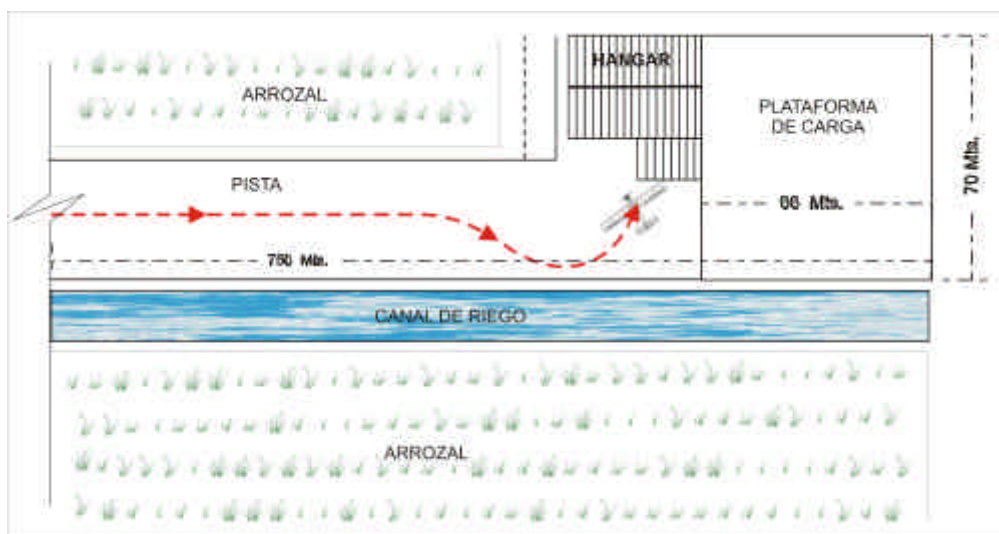 HANGAR
ARROZAL
PLATAFORMA
DE CARGA
70 Mts.
PISTA
66 Mts.
750 Mts.
CANAL DE RIEGO
ARROZAL